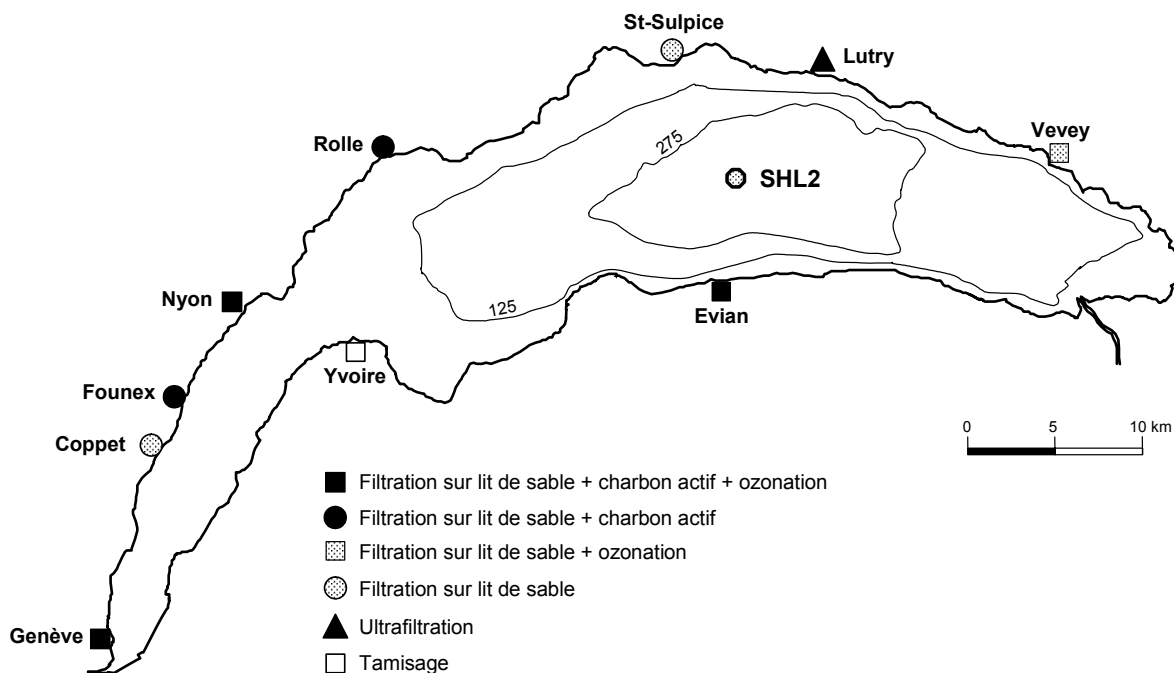 St-Sulpice
Lutry
Rolle
Vevey
275
SHL2
Nyon
125
Evian
Yvoire
Founex
Coppet
0 5 10 km
Filtration sur lit de sable + charbon actif + ozonation
Filtration sur lit de sable + charbon actif
Filtration sur lit de sable + ozonation
Filtration sur lit de sable
Ultrafiltration
Genève
Tamisage